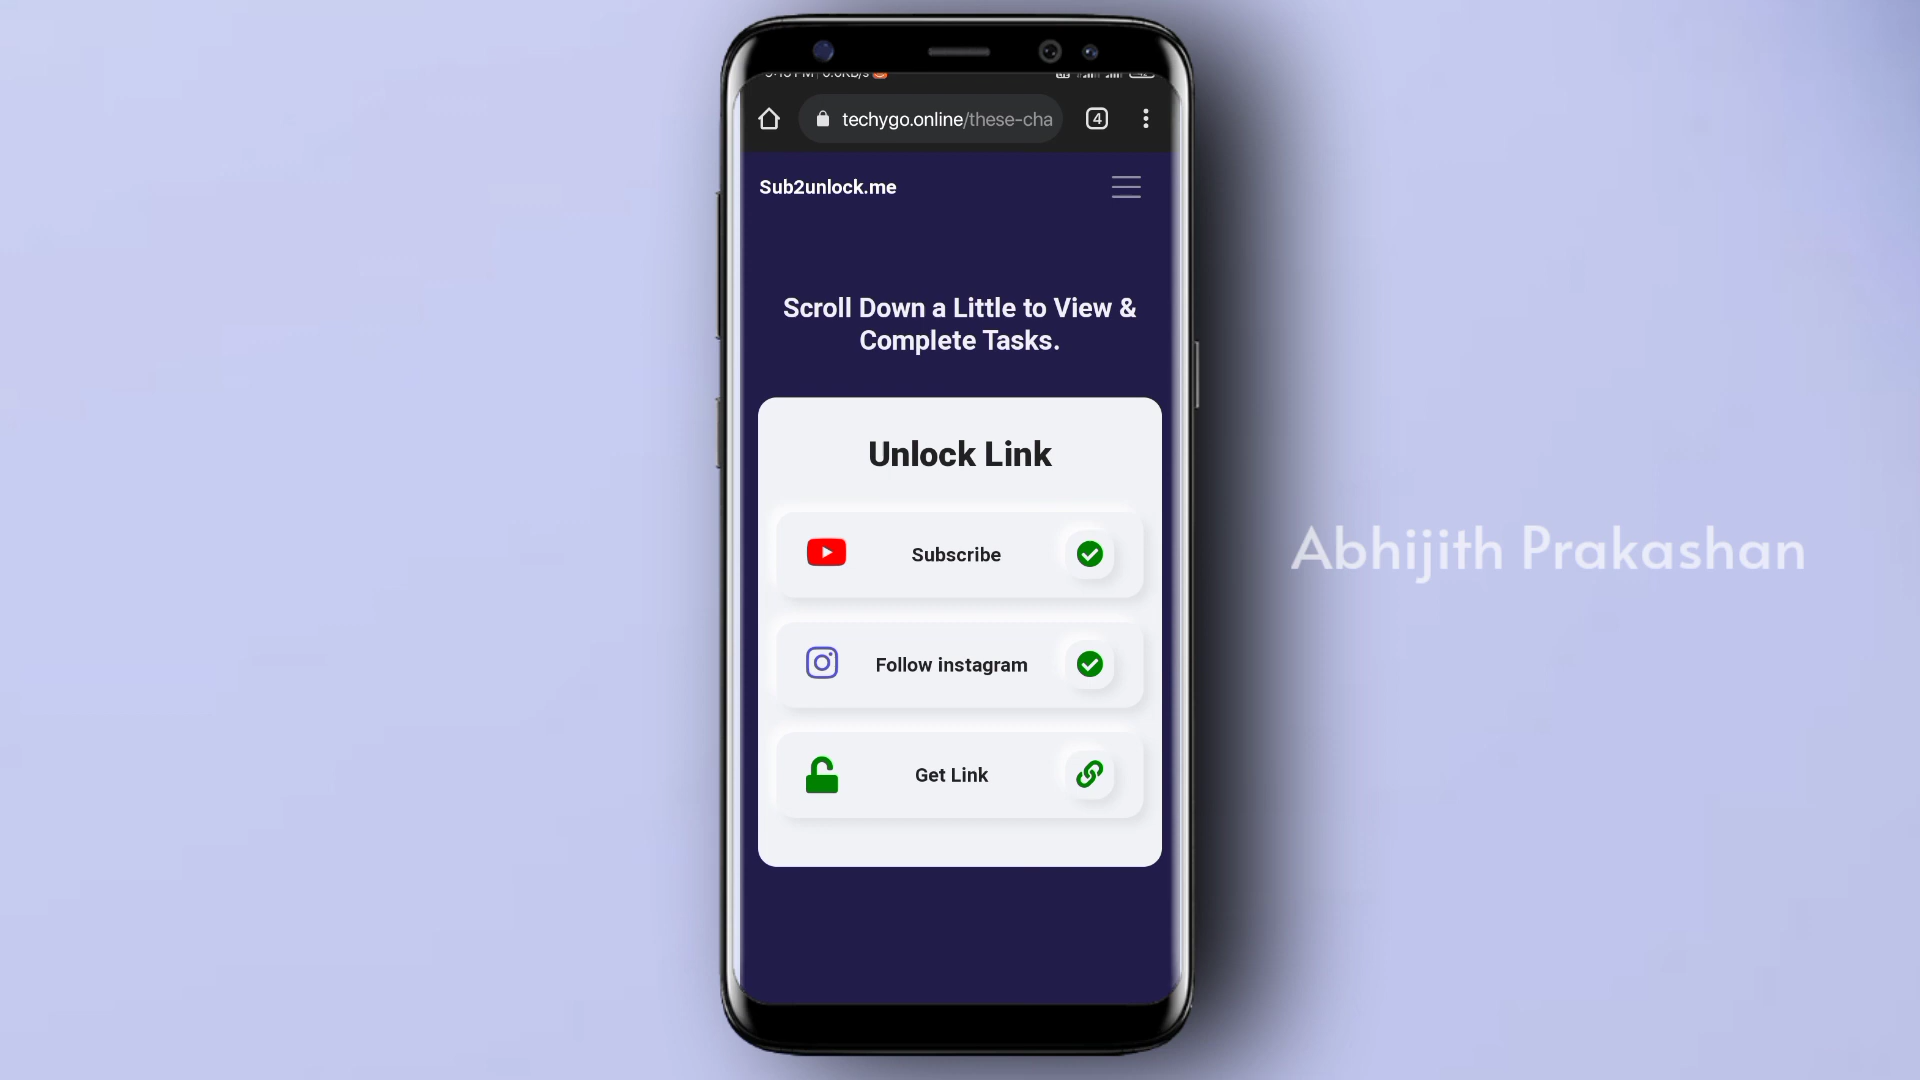 techygo.online/these-cha
4
Sub2unlock.me
Scroll Down a Little to View &
Complete Tasks.
Unlock Link
Subscribe
Follow instagram
Get Link
Abhijith Prakashan